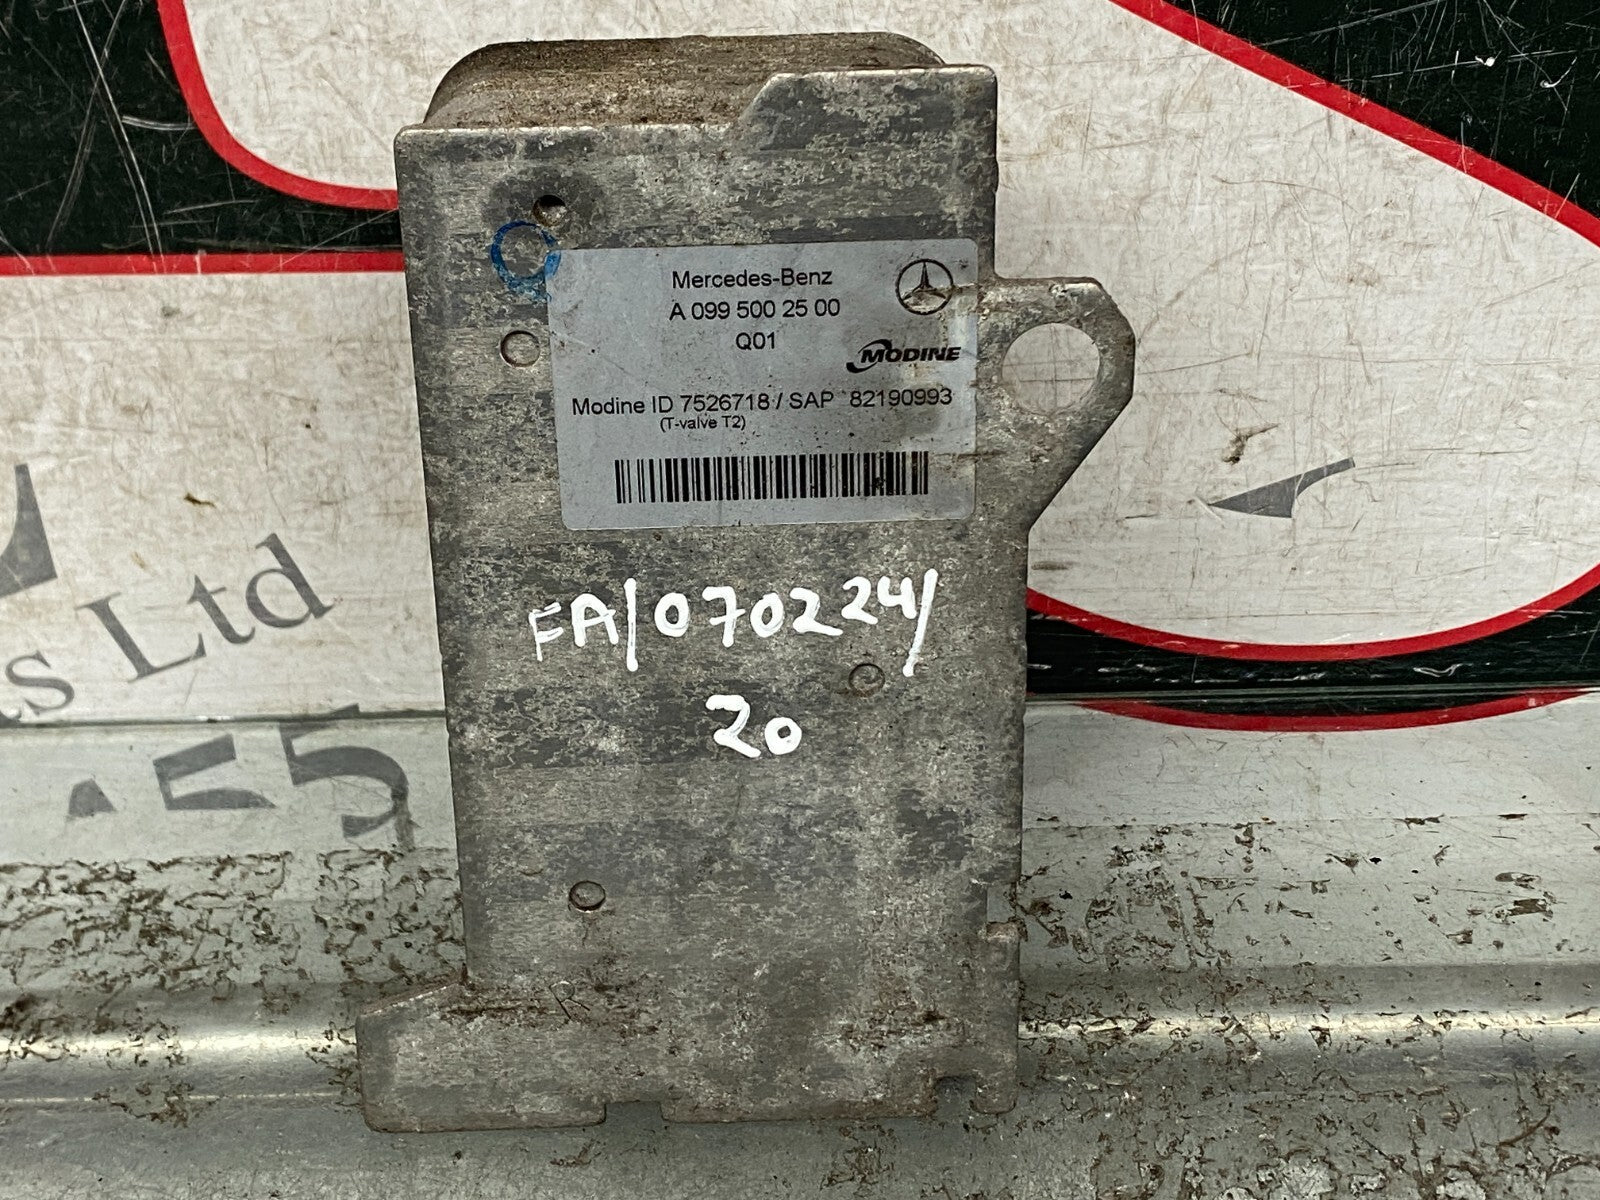 Mercedes-Benz
A 099 500 25 00
Q01
MODINE
Modine ID 7526718 / SAP 82190993
(T-valve T2)
FA/070224/
20
R
s Ltd
55